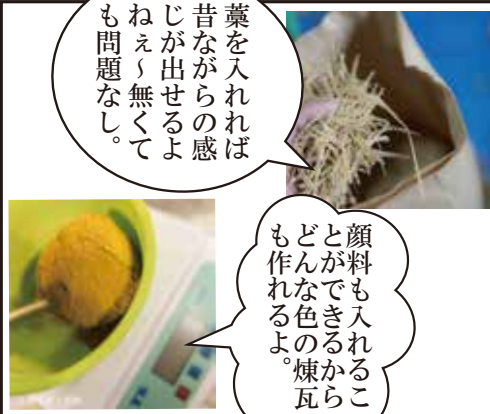 藁を入れれば
昔ながらの感
じが出せるよ
ねぇ～無くて
も問題なし。
顔料も入れるこ
とができるから
どんな色の煉瓦
も作れるよ。